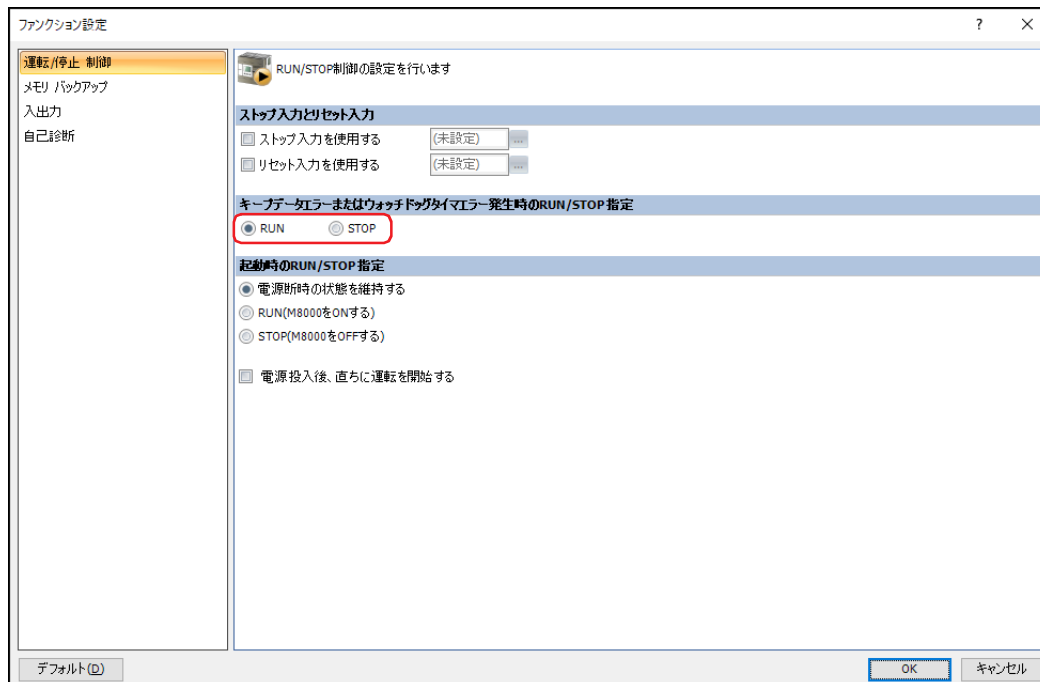 ファンクション設定
? ×
運転/停止 制御
メモリ バックアップ
入出力
自己診断
RUN/STOP制御の設定を行います
ストップ入力とリセット入力
ストップ入力を使用する (未設定) ...
リセット入力を使用する (未設定) ...
キープデータエラーまたはウォッチドッグタイマエラー発生時のRUN/STOP指定
RUN STOP
起動時のRUN/STOP指定
電源断時の状態を維持する
RUN(M8000をONする)
STOP(M8000をOFFする)
電源投入後、直ちに運転を開始する
デフォルト(D) OK キャンセル